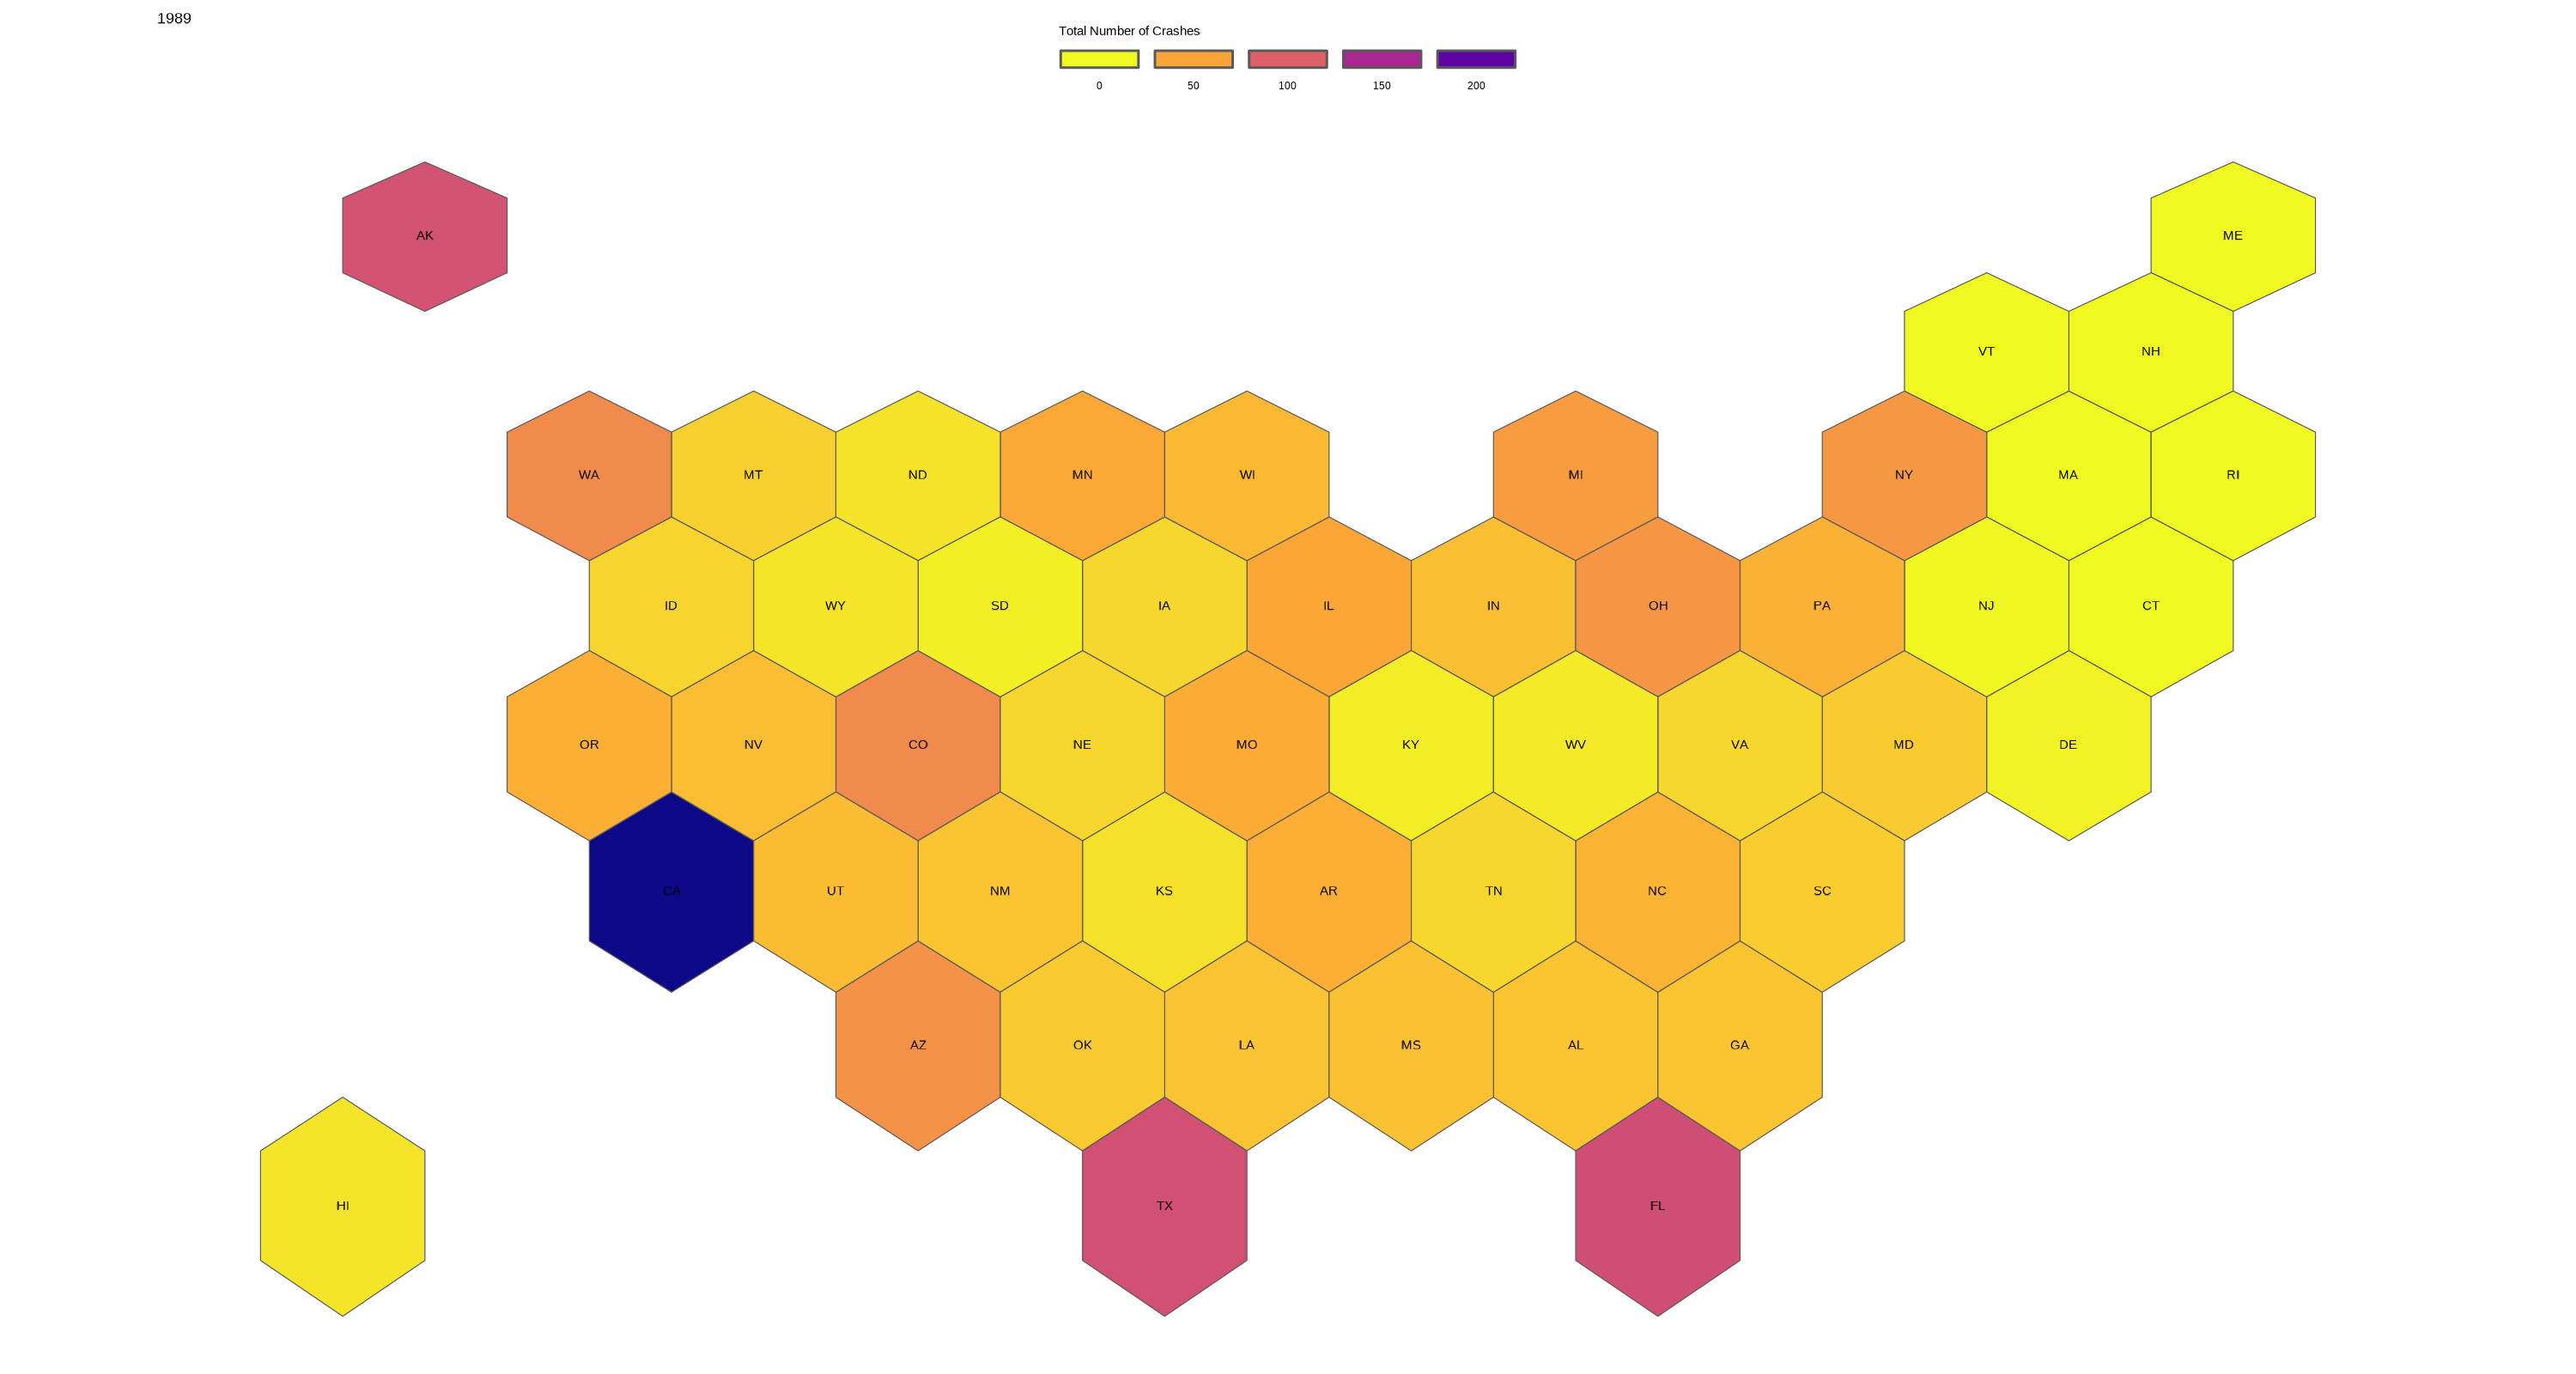 1989
Total Number of Crashes
0 50 100 150 200
AK ME
VT NH
WA MT ND MN WI MI NY MA RI
ID WY SD IA IL IN OH PA NJ CT
OR NV CO NE MO KY WV VA MD DE
CA UT NM KS AR TN NC SC
AZ OK LA MS AL GA
HI TX FL